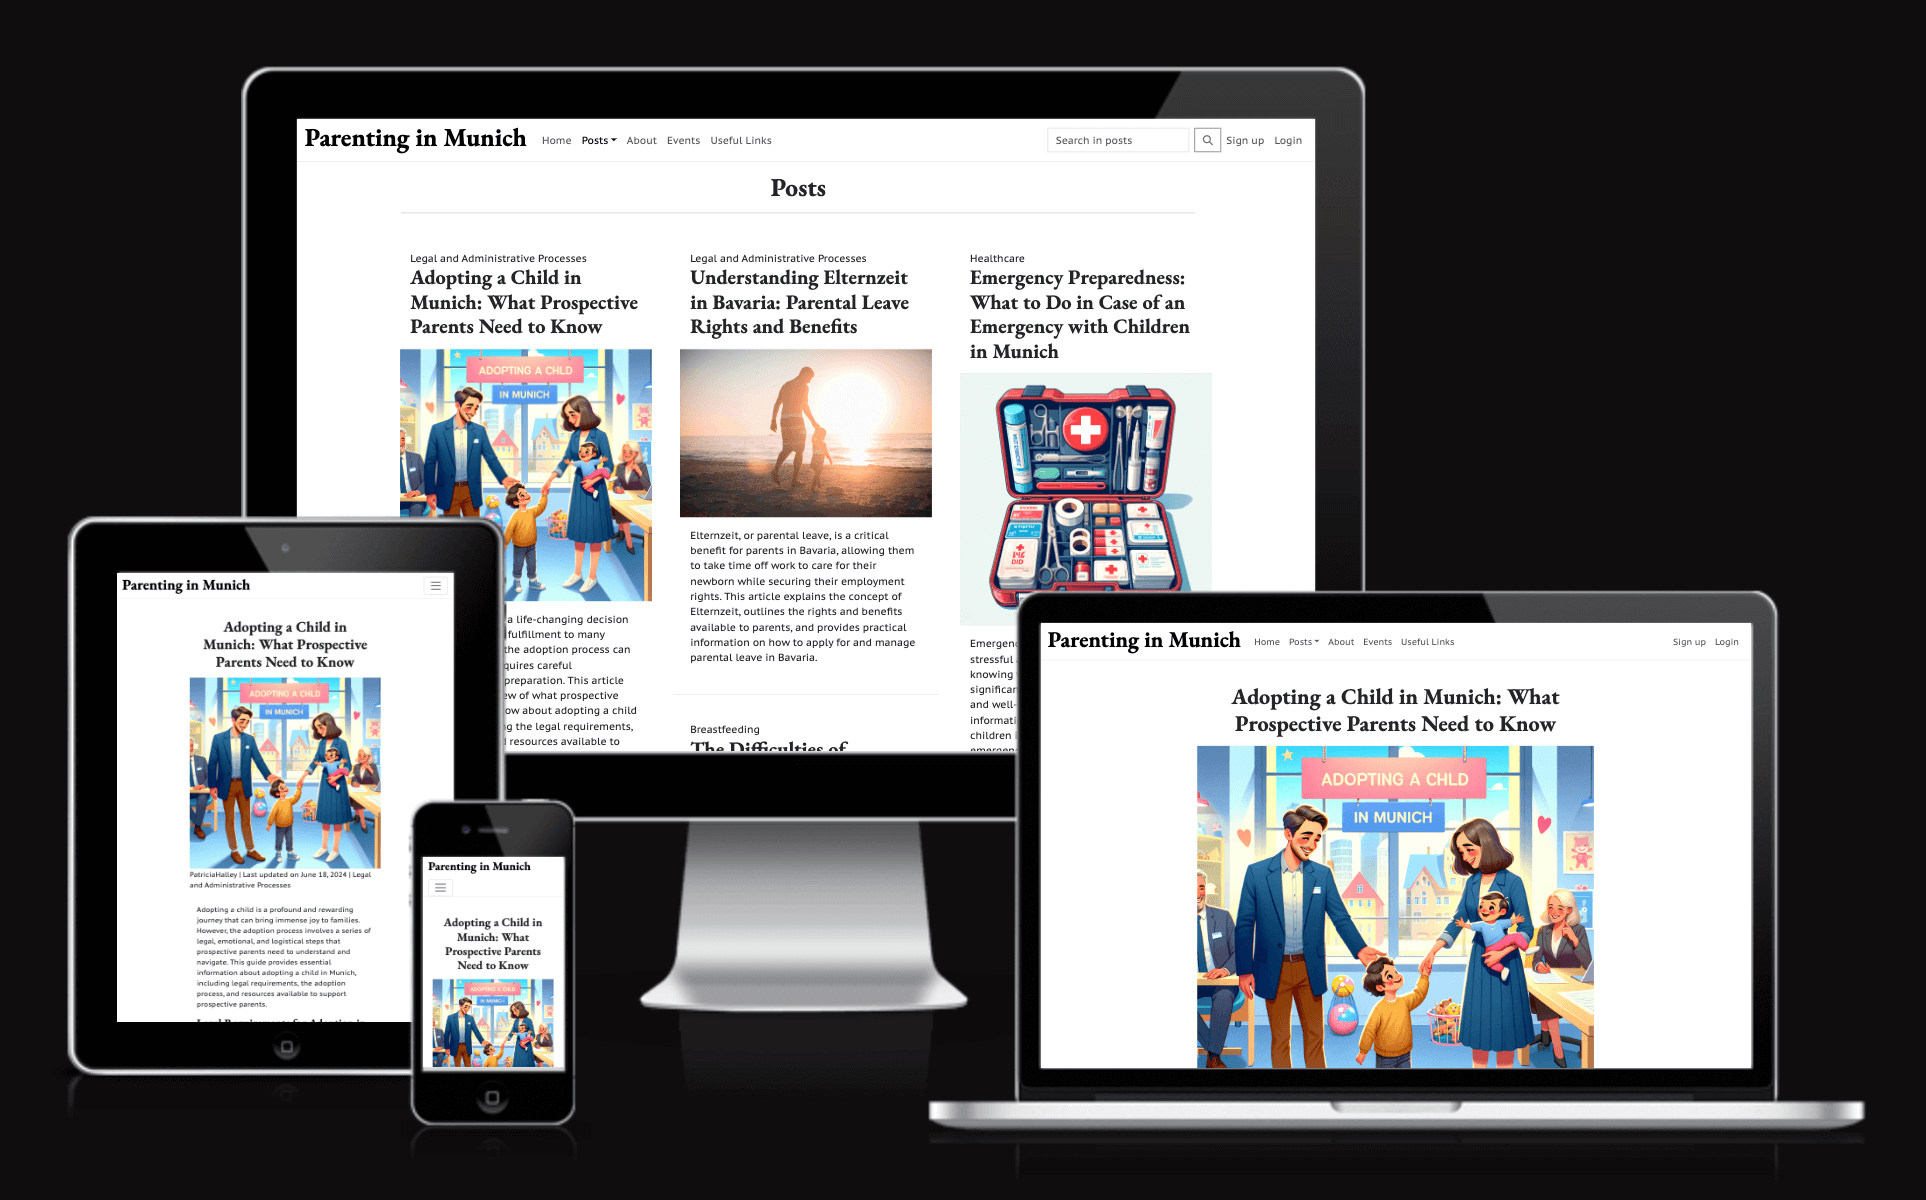 Parenting in Munich Home Posts About Events Useful Links Search in posts Sign up Login
Posts
Legal and Administrative Processes
Adopting a Child in
Munich: What Prospective
Parents Need to Know
ADOPTING A CHLD
IN MUNICH
a life-changing decision
fulfillment to many
the adoption process can
quires careful
preparation. This article
ew of what prospective
ow about adopting a child
g the legal requirements,
resources available to
Legal and Administrative Processes
Understanding Elternzeit
in Bavaria: Parental Leave
Rights and Benefits
Elternzeit, or parental leave, is a critical
benefit for parents in Bavaria, allowing them
to take time off work to care for their
newborn while securing their employment
rights. This article explains the concept of
Elternzeit, outlines the rights and benefits
available to parents, and provides practical
information on how to apply for and manage
parental leave in Bavaria.
Breastfeeding
The Difficulties of
Healthcare
Emergency Preparedness:
What to Do in Case of an
Emergency with Children
in Munich
Emergenc
stressful
knowing
significan
and well-
informati
children
emergen
Parenting in Munich
Adopting a Child in
Munich: What Prospective
Parents Need to Know
ADOPTING A CHLD
IN MUNICH
PatriciaHalley | Last updated on June 18, 2024 | Legal
and Administrative Processes
Adopting a child is a profound and rewarding
journey that can bring immense joy to families.
However, the adoption process involves a series of
legal, emotional, and logistical steps that
prospective parents need to understand and
navigate. This guide provides essential
information about adopting a child in Munich,
including legal requirements, the adoption
process, and resources available to support
prospective parents.
Legal Requirements for Adoption in
Parenting in Munich
Adopting a Child in
Munich: What
Prospective Parents
Need to Know
ADOPTING A CHLD
IN MUNICH
Parenting in Munich Home Posts About Events Useful Links Sign up Login
Adopting a Child in Munich: What
Prospective Parents Need to Know
ADOPTING A CHLD
IN MUNICH